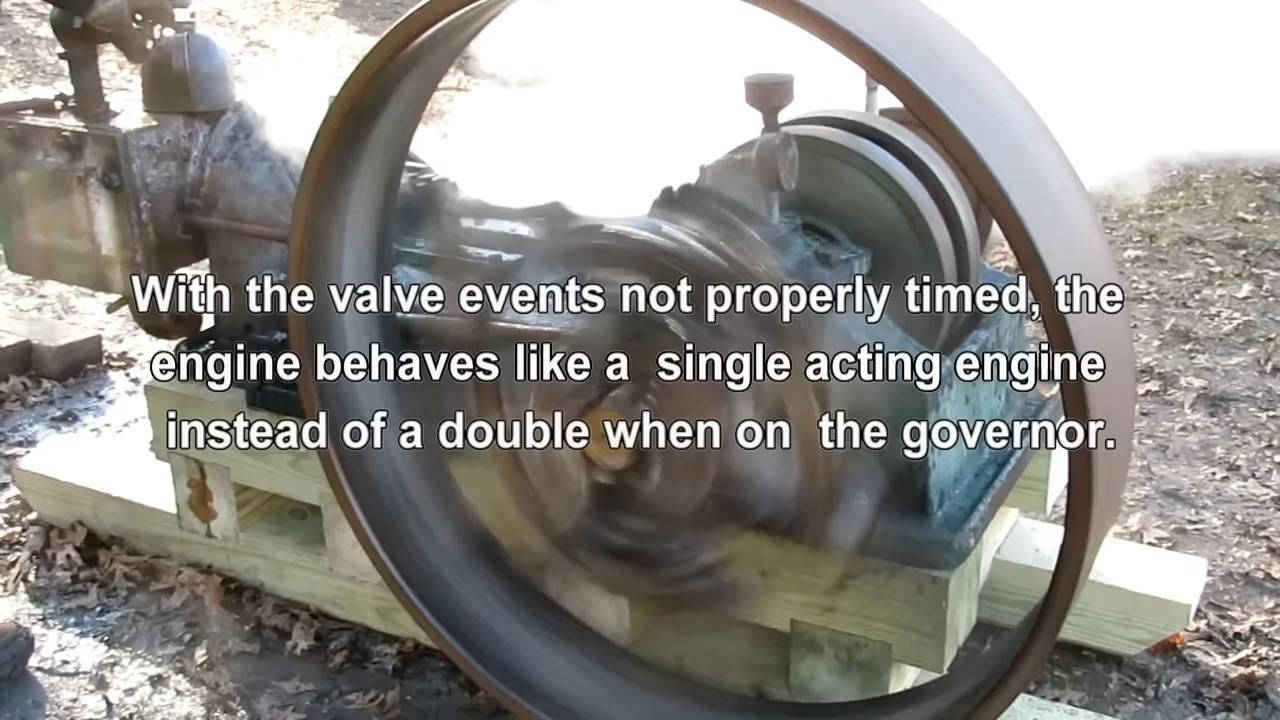 With the valve events not properly timed, the
engine behaves like a  single acting engine
instead of a double when on  the governor.